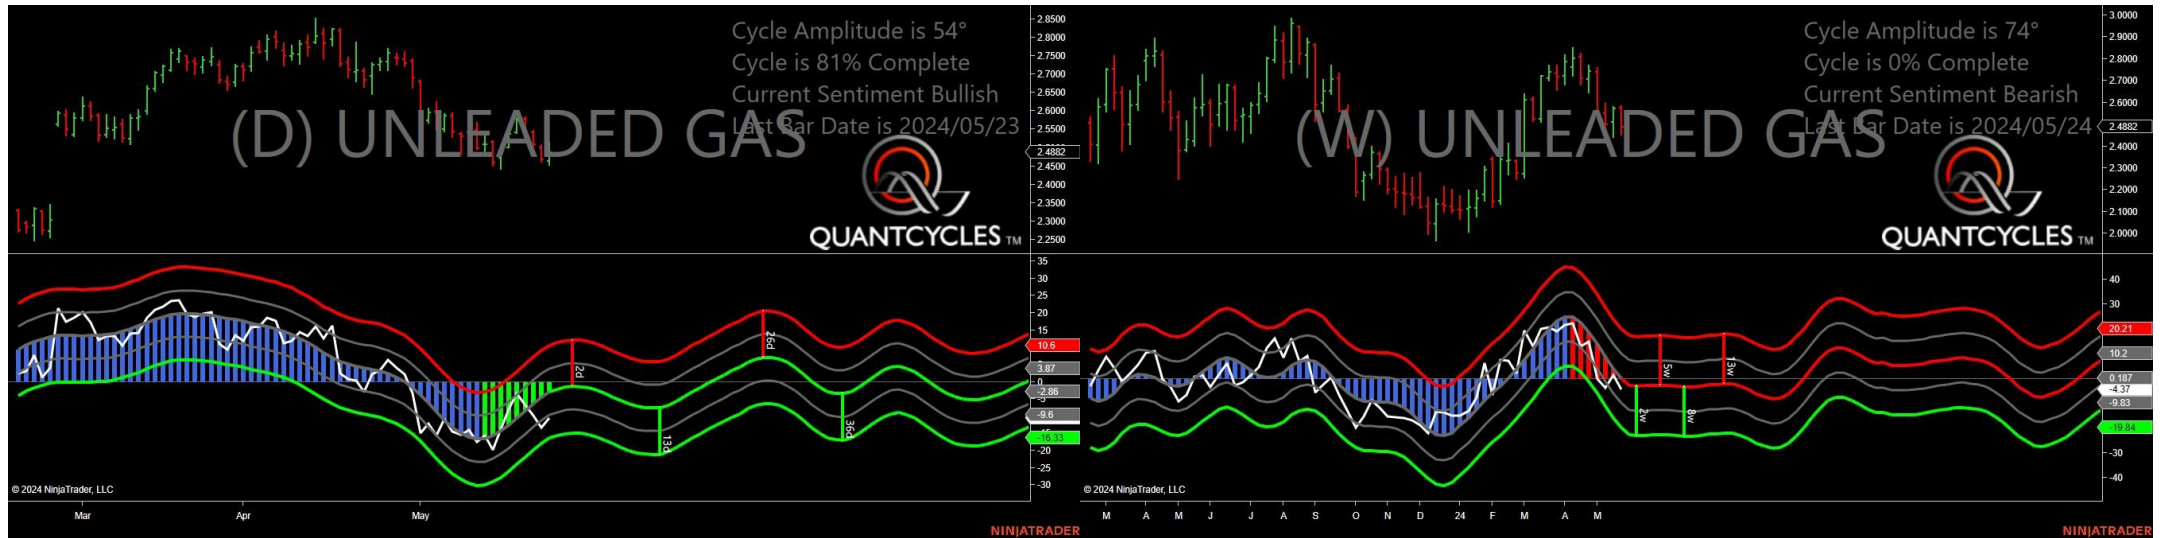 Cycle Amplitude is 54°
Cycle is 81% Complete
Current Sentiment Bullish
Last Bar Date is 2024/05/23
(D) UNLEADED GAS
QUANTCYCLES TM
2.8500
2.8000
2.7500
2.7000
2.6500
2.6000
2.5500
2.4882
2.4500
2.4000
2.3500
2.3000
2.2500
35
30
25
20
15
10.6
5
3.87
0
-2.86
-5
-9.6
-15
-16.33
-20
-25
-30
2d
13d
26d
36d
© 2024 NinjaTrader, LLC
Mar Apr May
NINJATRADER
Cycle Amplitude is 74°
Cycle is 0% Complete
Current Sentiment Bearish
Last Bar Date is 2024/05/24
(W) UNLEADED GAS
QUANTCYCLES TM
3.0000
2.9000
2.8000
2.7000
2.6000
2.4882
2.4000
2.3000
2.2000
2.1000
2.0000
40
30
20.21
10.2
0.187
-4.37
-9.83
-19.84
-30
-40
2w
5w
8w
13w
© 2024 NinjaTrader, LLC
M A M J J A S O N D 24 F M A M
NINJATRADER